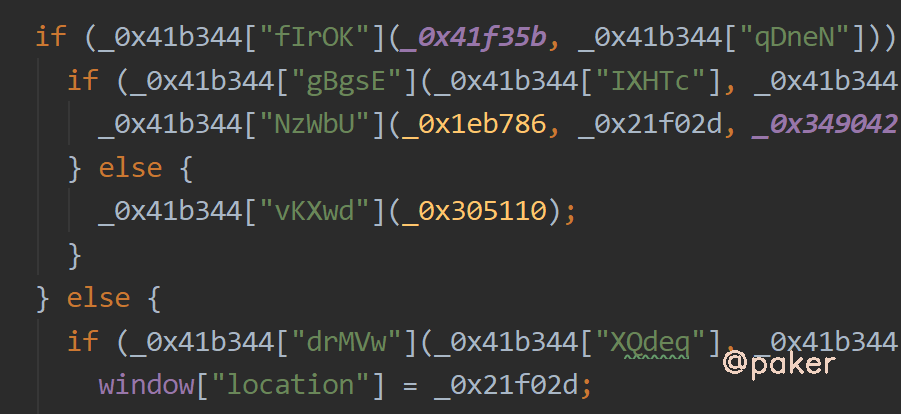 if (_0x41b344["fIrOK"](_0x41f35b, _0x41b344["qDneN"]))
if (_0x41b344["gBgsE"](_0x41b344["IXHTc"], _0x41b344
_0x41b344["NzWbU"](_0x1eb786, _0x21f02d, _0x349042
} else {
_0x41b344["vKXwd"](_0x305110);
}
} else {
if (_0x41b344["drMVw"](_0x41b344["XQdeq"], _0x41b344
@paker
window["location"] = _0x21f02d;